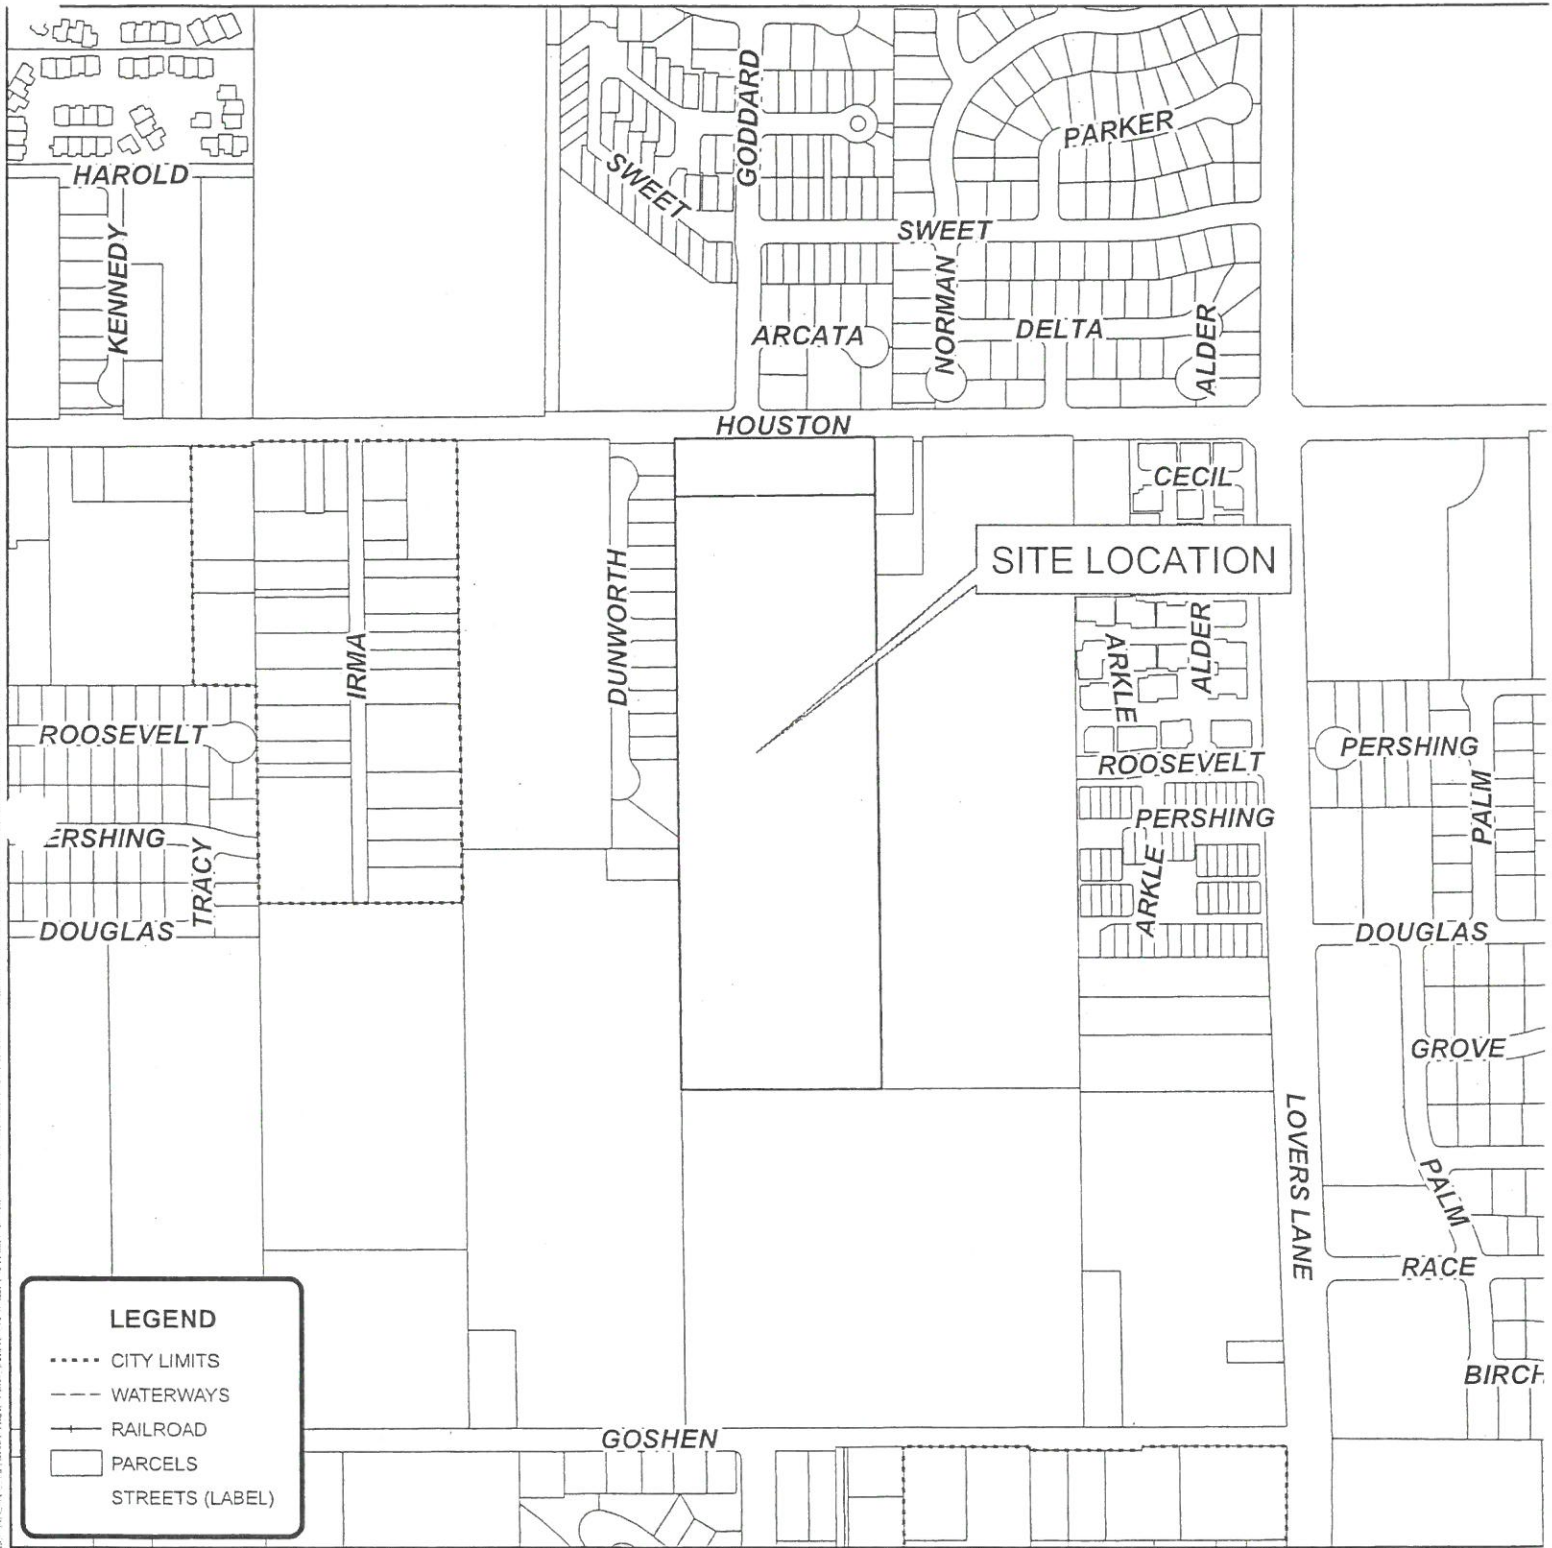 HAROLD
KENNEDY
GODDARD
PARKER
SWEET
SWEET
NORMAN
ARCATA
DELTA
ALDER
HOUSTON
CECIL
SITE LOCATION
DUNWORTH
IRMA
ARKLE
ALDER
ROOSEVELT
ROOSEVELT
PERSHING
PALM
ERSHING
TRACY
PERSHING
ARKLE
DOUGLAS
DOUGLAS
GROVE
LOVERS LANE
PALM
RACE
BIRCH
GOSHEN
LEGEND
CITY LIMITS
WATERWAYS
RAILROAD
PARCELS
STREETS (LABEL)